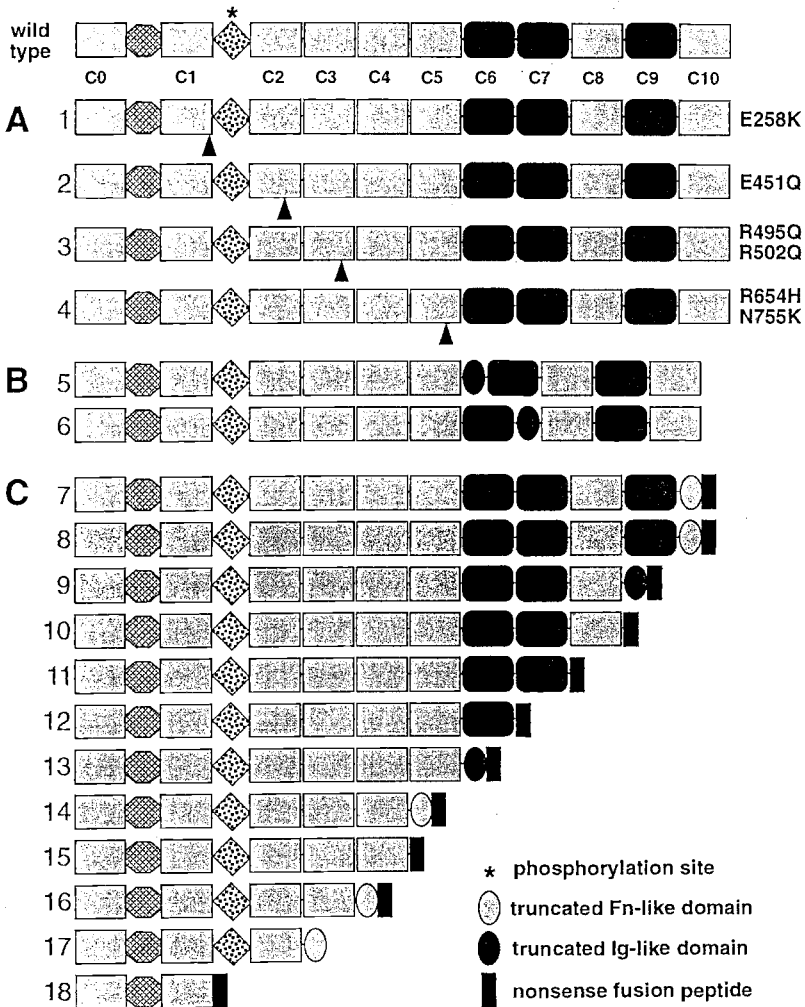 *
wild
type
C0 C1 C2 C3 C4 C5 C6 C7 C8 C9 C10
A 1 E258K
2 E451Q
3 R495Q
R502Q
4 R654H
N755K
B 5
6
C 7
8
9
10
11
12
13
14
15
16
17
18
* phosphorylation site
truncated Fn-like domain
truncated Ig-like domain
nonsense fusion peptide